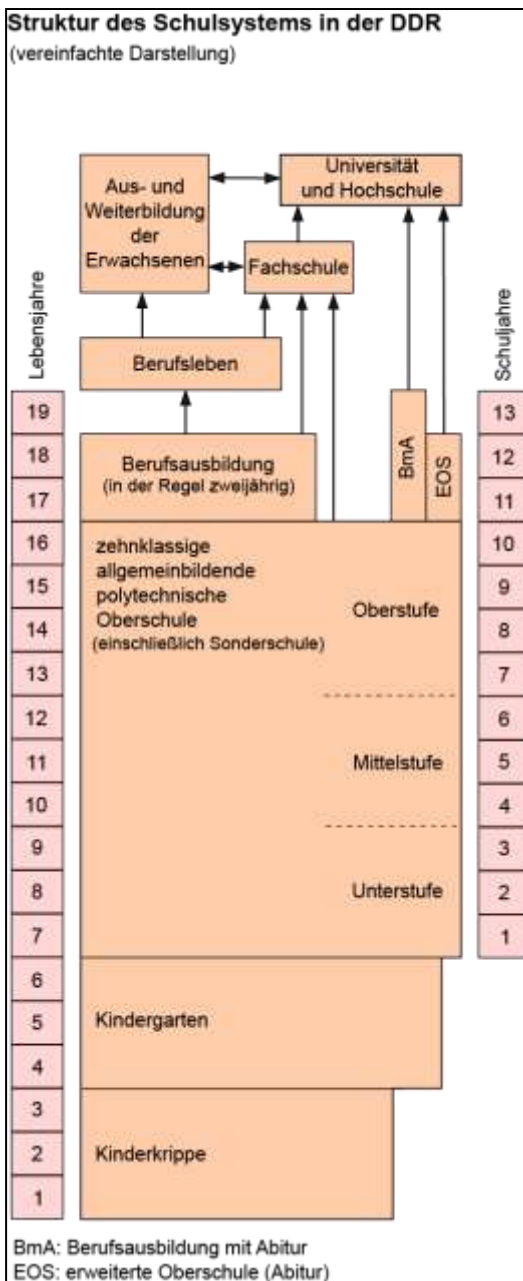 Struktur des Schulsystems in der DDR
(vereinfachte Darstellung)
Aus- und
Weiterbildung
der
Erwachsenen
Universität
und Hochschule
Fachschule
Berufsleben
Lebensjahre
Schuljahre
19
18
17
16
15
14
13
12
11
10
9
8
7
6
5
4
3
2
1
Berufsausbildung
(in der Regel zweijährig)
BmA
EOS
zehnklassige
allgemeinbildende
polytechnische
Oberschule
(einschließlich Sonderschule)
Oberstufe
Mittelstufe
Unterstufe
Kindergarten
Kinderkrippe
13
12
11
10
9
8
7
6
5
4
3
2
1
BmA: Berufsausbildung mit Abitur
EOS: erweiterte Oberschule (Abitur)